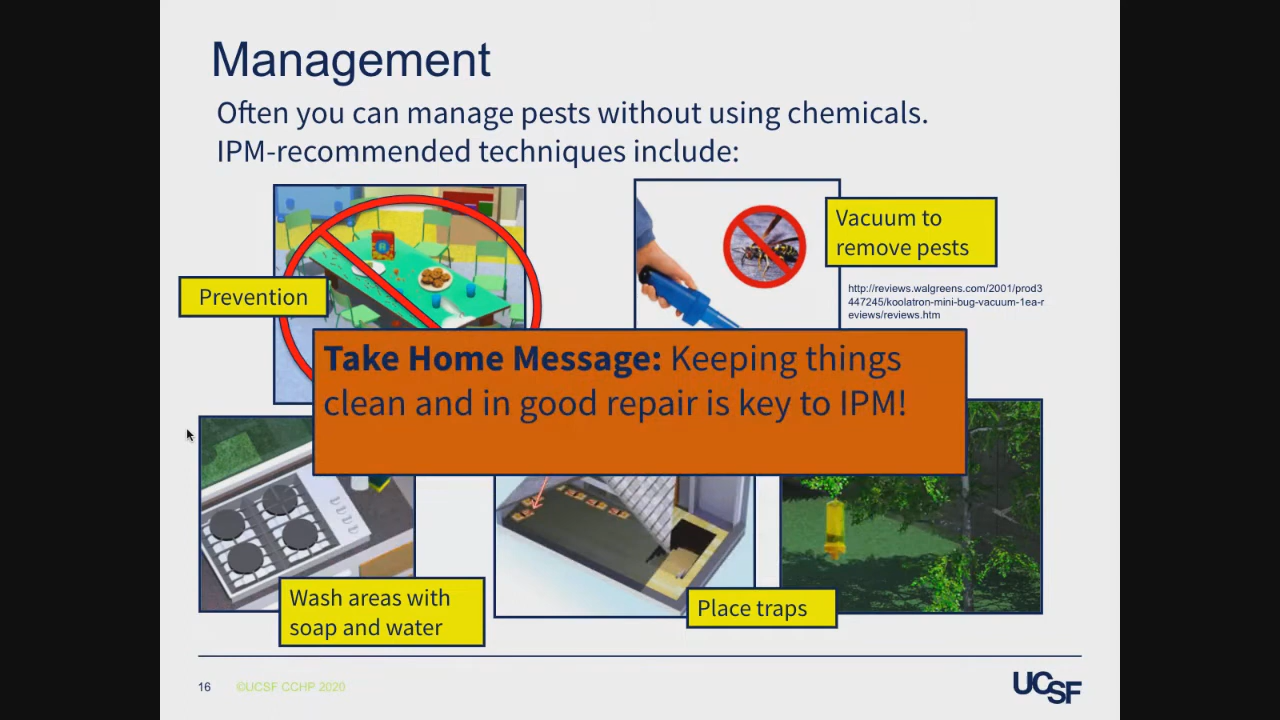 Management
Often you can manage pests without using chemicals.
IPM-recommended techniques include:
Prevention
Vacuum to
remove pests
http://reviews.walgreens.com/2001/prod3
447245/koolatron-mini-bug-vacuum-1ea-r
eviews/reviews.htm
Take Home Message: Keeping things
clean and in good repair is key to IPM!
Wash areas with
soap and water
Place traps
16 ©UCSF CCHP 2020
UCSF